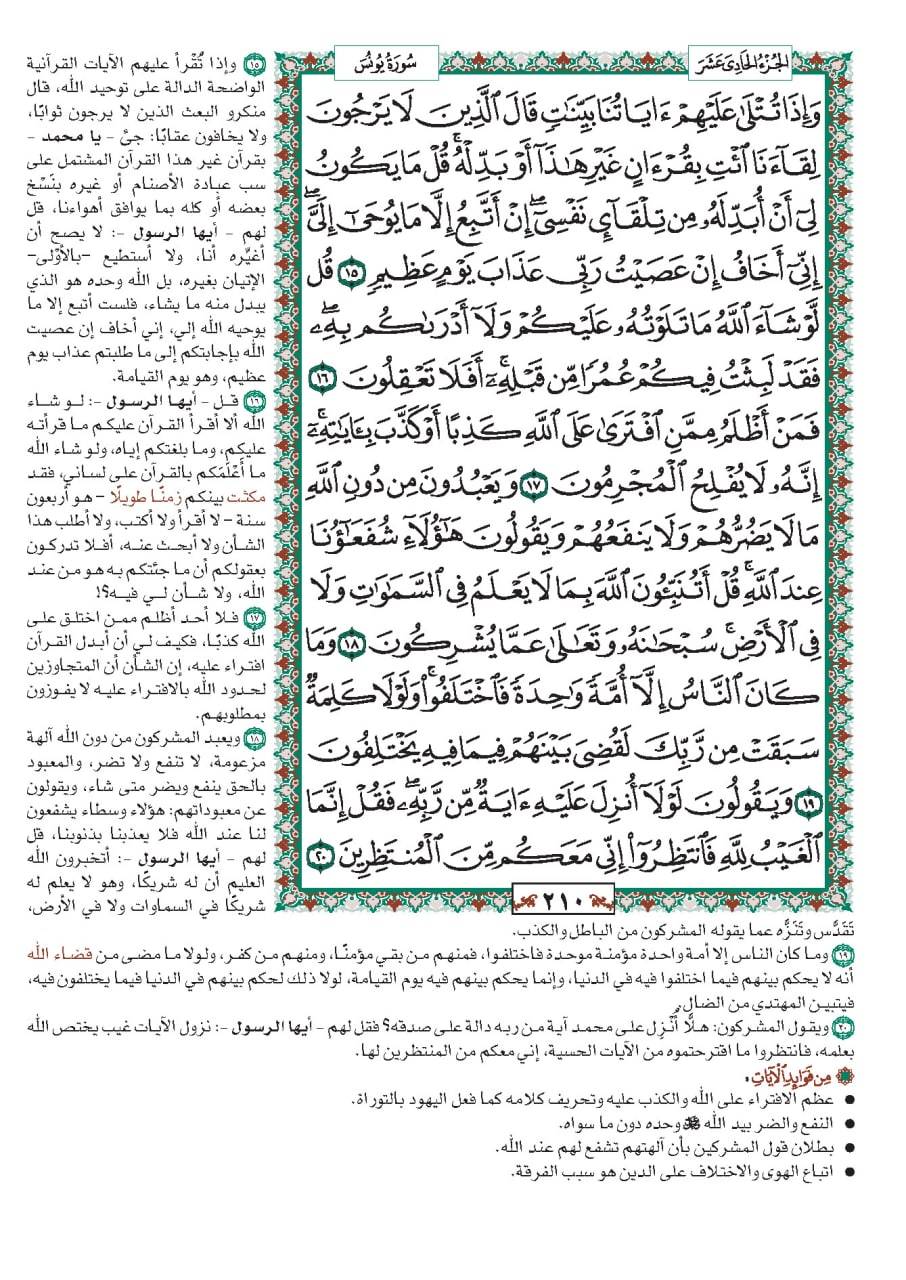 الجزء الحادي عشر
سورة يونس
وَإِذَا تُتْلَىٰ عَلَيْهِمْ ءَايَاتُنَا بَيِّنَٰتٍ قَالَ الَّذِينَ لَا يَرْجُونَ
لِقَآءَنَا ائْتِ بِقُرْءَانٍ غَيْرِ هَٰذَآ أَوْ بَدِّلْهُ ۚ قُلْ مَا يَكُونُ
لِيٓ أَنْ أُبَدِّلَهُۥ مِن تِلْقَآئِ نَفْسِيٓ ۖ إِنْ أَتَّبِعُ إِلَّا مَا يُوحَىٰٓ إِلَيَّ ۖ
إِنِّيٓ أَخَافُ إِنْ عَصَيْتُ رَبِّي عَذَابَ يَوْمٍ عَظِيمٍ ١٥ قُل
لَّوْ شَآءَ اللَّهُ مَا تَلَوْتُهُۥ عَلَيْكُمْ وَلَآ أَدْرَىٰكُم بِهِۦ ۖ
فَقَدْ لَبِثْتُ فِيكُمْ عُمُرًا مِّن قَبْلِهِۦٓ ۚ أَفَلَا تَعْقِلُونَ ١٦
فَمَنْ أَظْلَمُ مِمَّنِ افْتَرَىٰ عَلَى اللَّهِ كَذِبًا أَوْ كَذَّبَ بِـَٔايَٰتِهِۦٓ ۚ
إِنَّهُۥ لَا يُفْلِحُ الْمُجْرِمُونَ ١٧ وَيَعْبُدُونَ مِن دُونِ اللَّهِ
مَا لَا يَضُرُّهُمْ وَلَا يَنفَعُهُمْ وَيَقُولُونَ هَٰٓؤُلَآءِ شُفَعَٰٓؤُنَا
عِندَ اللَّهِ ۚ قُلْ أَتُنَبِّـُٔونَ اللَّهَ بِمَا لَا يَعْلَمُ فِي السَّمَٰوَٰتِ وَلَا
فِي الْأَرْضِ ۚ سُبْحَٰنَهُۥ وَتَعَٰلَىٰ عَمَّا يُشْرِكُونَ ١٨ وَمَا
كَانَ النَّاسُ إِلَّآ أُمَّةً وَٰحِدَةً فَاخْتَلَفُوا ۚ وَلَوْلَا كَلِمَةٌ
سَبَقَتْ مِن رَّبِّكَ لَقُضِيَ بَيْنَهُمْ فِيمَا فِيهِ يَخْتَلِفُونَ
١٩ وَيَقُولُونَ لَوْلَآ أُنزِلَ عَلَيْهِ ءَايَةٌ مِّن رَّبِّهِۦ ۖ فَقُلْ إِنَّمَا
الْغَيْبُ لِلَّهِ فَانتَظِرُوٓا إِنِّي مَعَكُم مِّنَ الْمُنتَظِرِينَ ٢٠
٢١٠
١٥ وإذا تُقْرأ عليهم الآيات القرآنية
الواضحة الدالة على توحيد الله، قال
منكرو البعث الذين لا يرجون ثوابًا،
ولا يخافون عقابًا: جئْ - يا محمد -
بقرآن غير هذا القرآن المشتمل على
سب عبادة الأصنام أو غيره بنَسْخ
بعضه أو كله بما يوافق أهواءنا، قل
لهم - أيها الرسول -: لا يصح أن
أغيِّره أنا، ولا أستطيع -بالأوْلى-
الإتيان بغيره، بل الله وحده هو الذي
يبدل منه ما يشاء، فلست أتبع إلا ما
يوحيه الله إلي، إني أخاف إن عصيت
الله بإجابتكم إلى ما طلبتم عذاب يوم
عظيم، وهو يوم القيامة.
١٦ قل - أيها الرسول -: لو شاء
الله ألا أقرأ القرآن عليكم ما قرأته
عليكم، وما بلغتكم إياه، ولو شاء الله
ما أَعْلَمَكم بالقرآن على لساني، فقد
مكثت بينكم زمنًا طويلًا - هو أربعون
سنة - لا أقرأ ولا أكتب، ولا أطلب هذا
الشأن ولا أبحث عنه، أفلا تدركون
بعقولكم أن ما جئتكم به هو من عند
الله، ولا شأن لي فيه؟!
١٧ فلا أحد أظلم ممن اختلق على
الله كذبًا، فكيف لي أن أبدل القرآن
افتراء عليه، إن الشأن أن المتجاوزين
لحدود الله بالافتراء عليه لا يفوزون
بمطلوبهم.
١٨ ويعبد المشركون من دون الله آلهة
مزعومة، لا تنفع ولا تضر، والمعبود
بالحق ينفع ويضر متى شاء، ويقولون
عن معبوداتهم: هؤلاء وسطاء يشفعون
لنا عند الله فلا يعذبنا بذنوبنا، قل
لهم - أيها الرسول -: أتخبرون الله
العليم أن له شريكًا، وهو لا يعلم له
شريكًا في السماوات ولا في الأرض،
تَقَدَّس وتَنَزَّه عما يقوله المشركون من الباطل والكذب.
١٩ وما كان الناس إلا أمة واحدة مؤمنة موحدة فاختلفوا، فمنهم من بقي مؤمنًا، ومنهم من كفر، ولولا ما مضى من قضاء الله
أنه لا يحكم بينهم فيما اختلفوا فيه في الدنيا، وإنما يحكم بينهم فيه يوم القيامة، لولا ذلك لحكم بينهم في الدنيا فيما يختلفون فيه،
فيتبين المهتدي من الضال.
٢٠ ويقول المشركون: هلَّا أُنْزِل على محمد آية من ربه دالة على صدقه؟ فقل لهم - أيها الرسول -: نزول الآيات غيب يختص الله
بعلمه، فانتظروا ما اقترحتموه من الآيات الحسية، إني معكم من المنتظرين لها.
من فوائد الآيات:
● عظم الافتراء على الله والكذب عليه وتحريف كلامه كما فعل اليهود بالتوراة.
● النفع والضر بيد الله ﷻ وحده دون ما سواه.
● بطلان قول المشركين بأن آلهتهم تشفع لهم عند الله.
● اتباع الهوى والاختلاف على الدين هو سبب الفرقة.